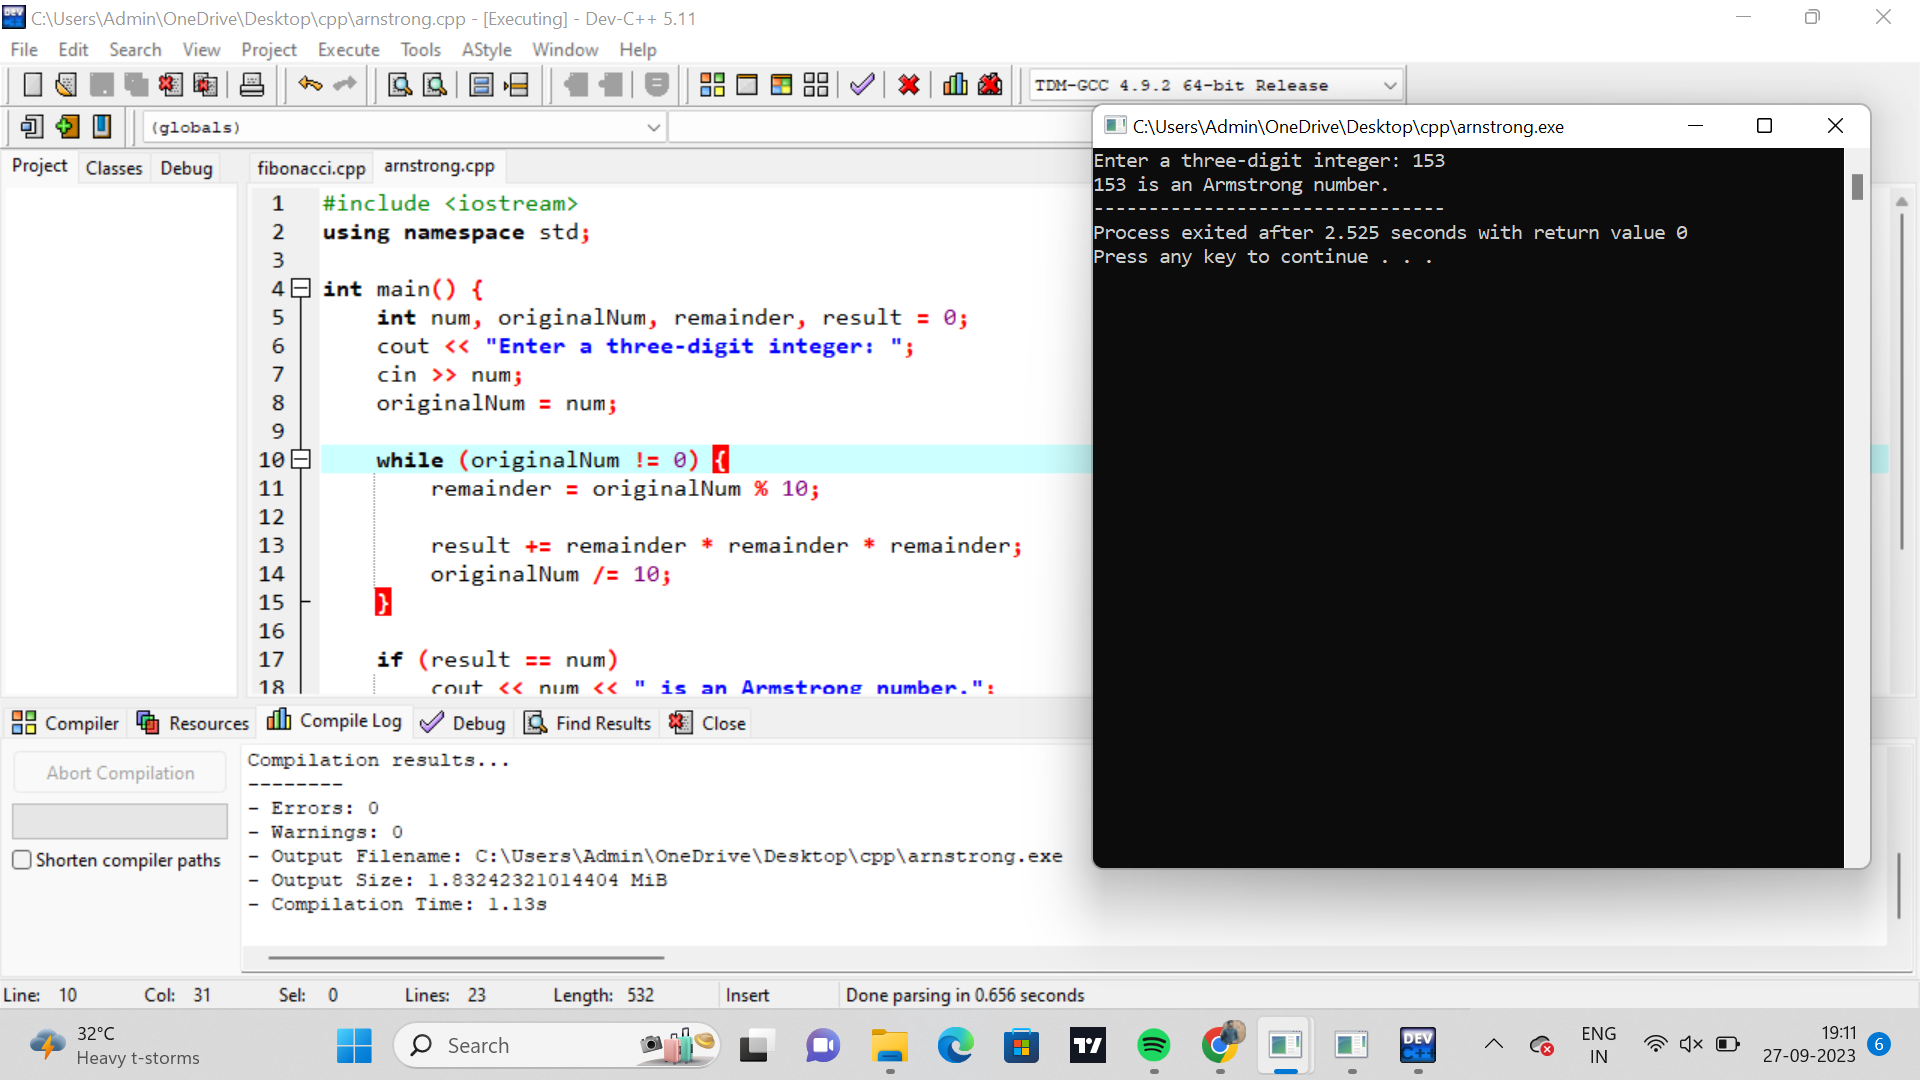 C:\Users\Admin\OneDrive\Desktop\cpp\arnstrong.cpp - [Executing] - Dev-C++ 5.11
File Edit Search View Project Execute Tools AStyle Window Help
TDM-GCC 4.9.2 64-bit Release
(globals)
Project Classes Debug
fibonacci.cpp arnstrong.cpp
1 #include <iostream>
2 using namespace std;
3
4 int main() {
5 int num, originalNum, remainder, result = 0;
6 cout << "Enter a three-digit integer: ";
7 cin >> num;
8 originalNum = num;
9
10 while (originalNum != 0) {
11 remainder = originalNum % 10;
12
13 result += remainder * remainder * remainder;
14 originalNum /= 10;
15 }
16
17 if (result == num)
18 cout << num << " is an Armstrong number.";
C:\Users\Admin\OneDrive\Desktop\cpp\arnstrong.exe
Enter a three-digit integer: 153
153 is an Armstrong number.
--------------------------------
Process exited after 2.525 seconds with return value 0
Press any key to continue . . .
Compiler Resources Compile Log Debug Find Results Close
Abort Compilation
Shorten compiler paths
Compilation results...
--------
- Errors: 0
- Warnings: 0
- Output Filename: C:\Users\Admin\OneDrive\Desktop\cpp\arnstrong.exe
- Output Size: 1.83242321014404 MiB
- Compilation Time: 1.13s
Line: 10 Col: 31 Sel: 0 Lines: 23 Length: 532 Insert Done parsing in 0.656 seconds
32°C
Heavy t-storms
Search
DEV
C++
ENG
IN
19:11
27-09-2023
6